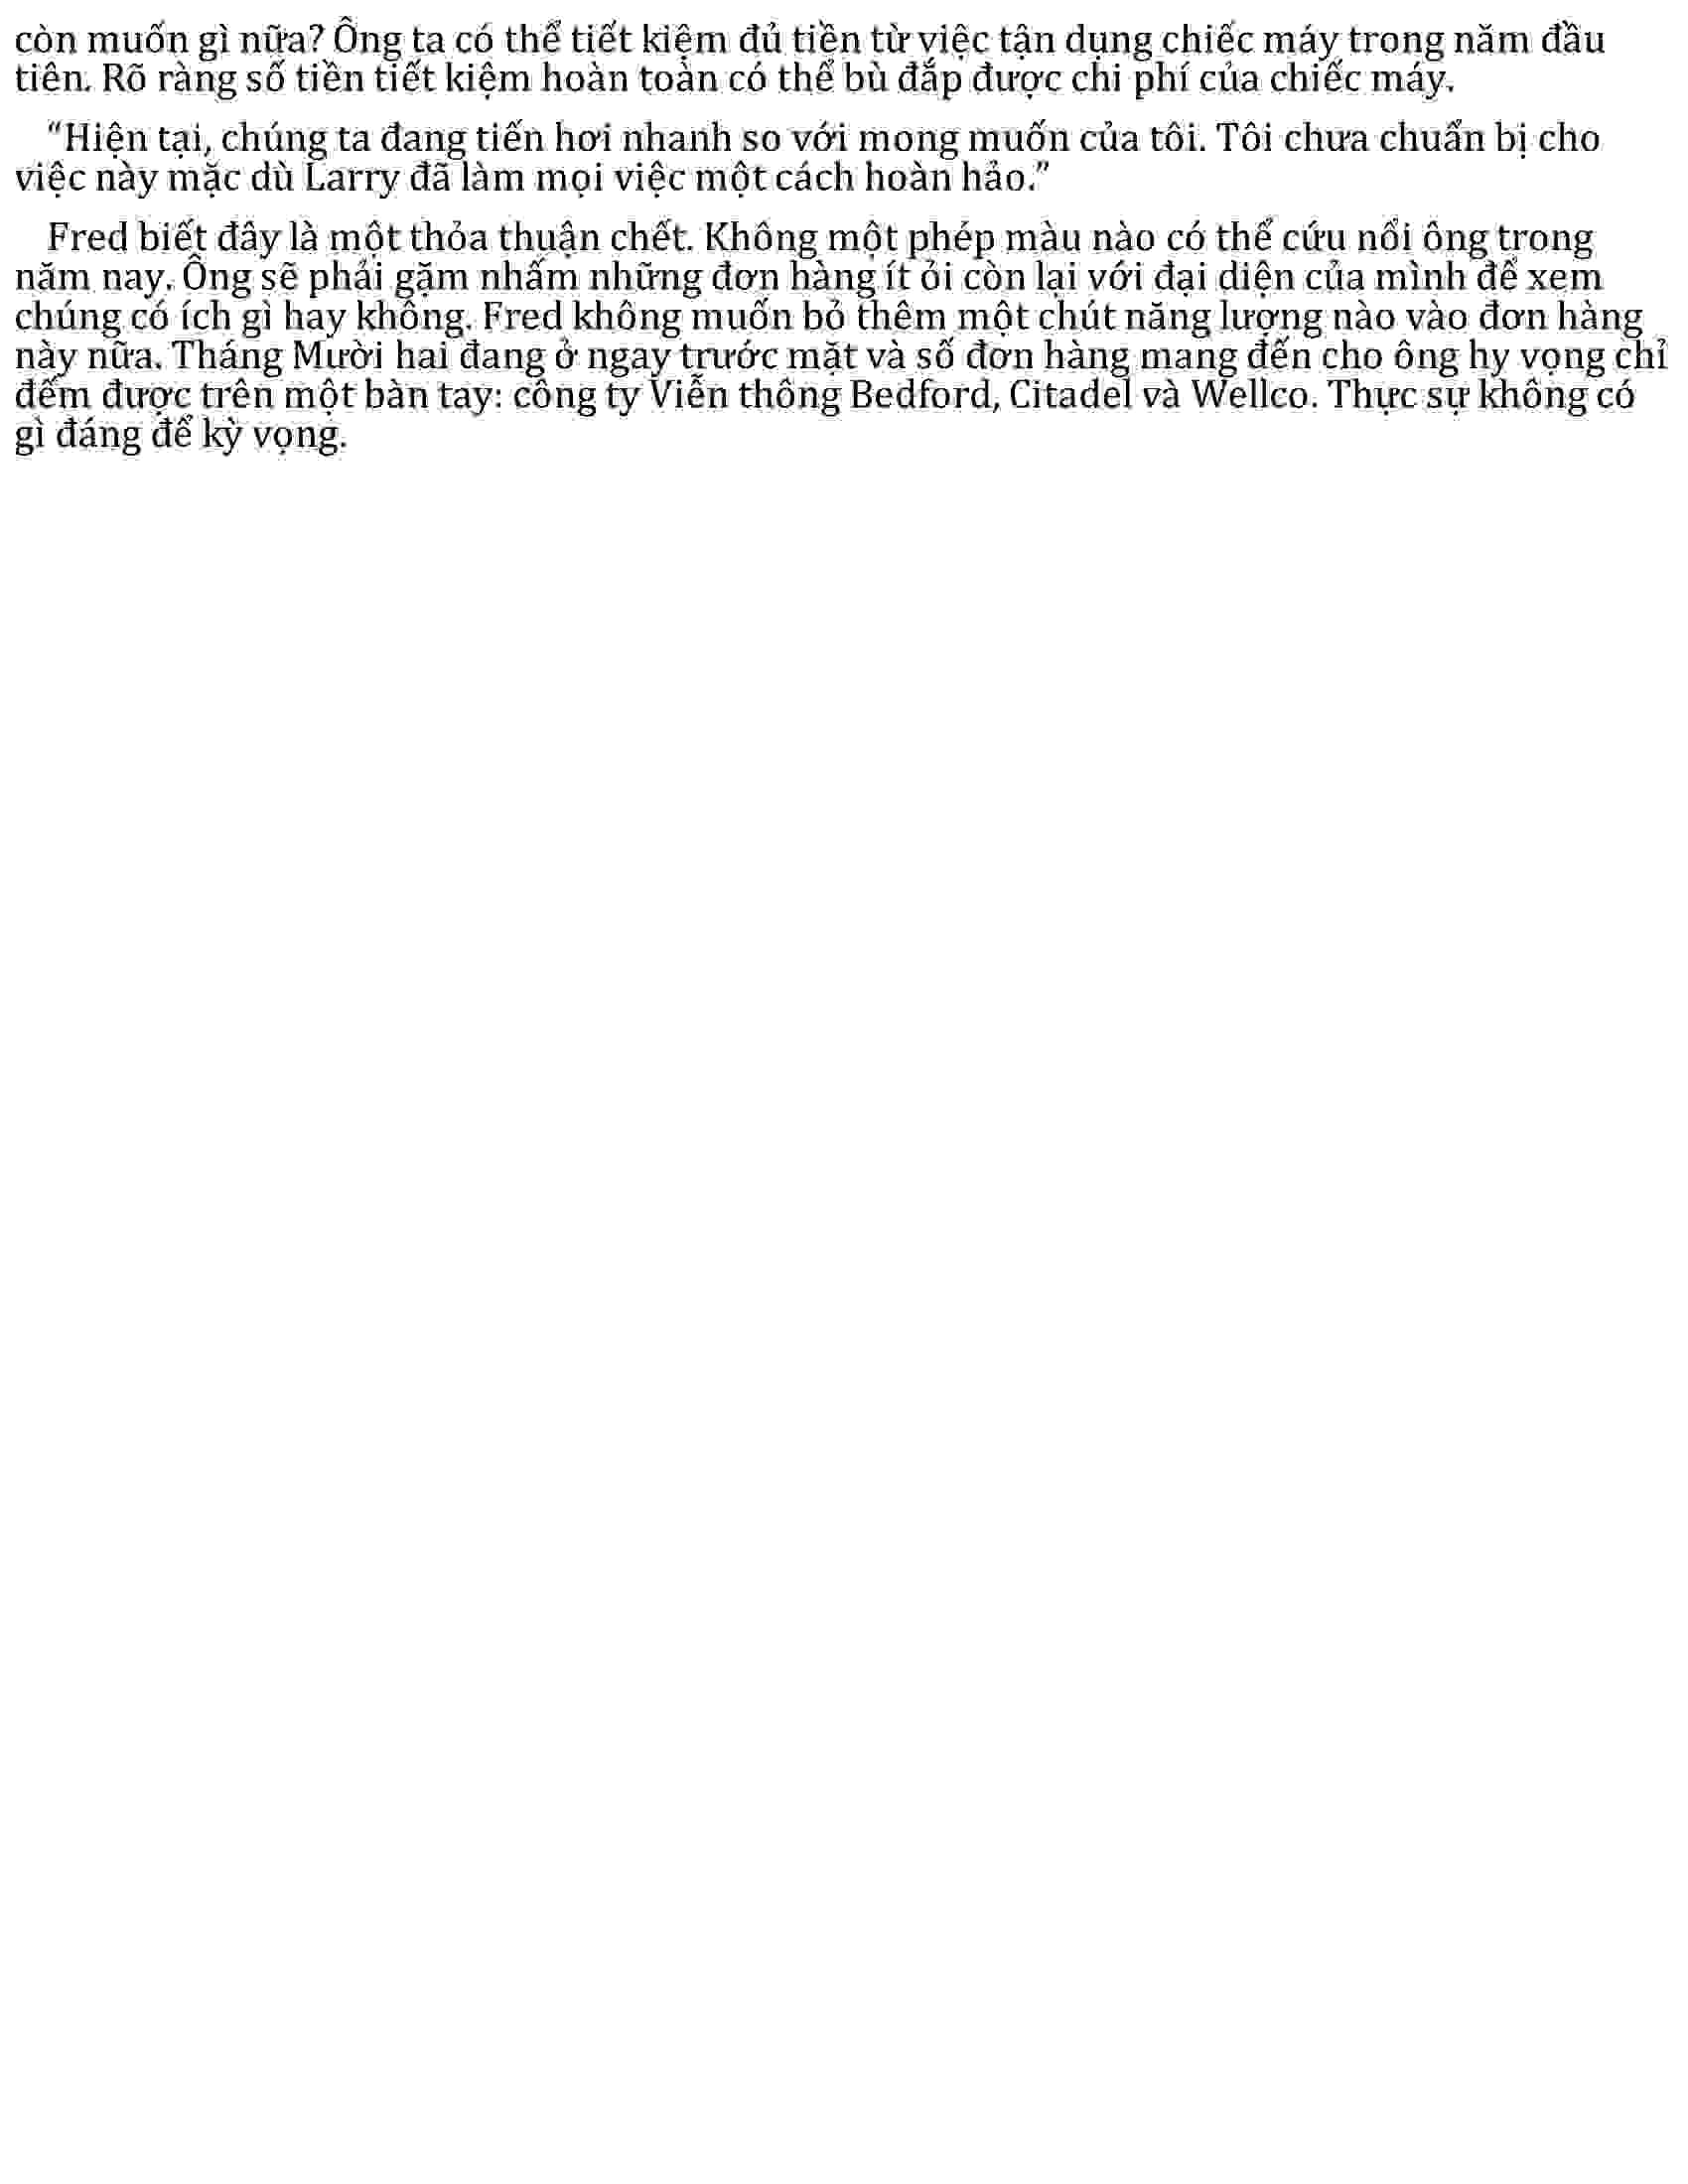 còn muốn gì nữa? Ông ta có thể tiết kiệm đủ tiền từ việc tận dụng chiếc máy trong năm đầu
tiên. Rõ ràng số tiền tiết kiệm hoàn toàn có thể bù đắp được chi phí của chiếc máy.
“Hiện tại, chúng ta đang tiến hơi nhanh so với mong muốn của tôi. Tôi chưa chuẩn bị cho
việc này mặc dù Larry đã làm mọi việc một cách hoàn hảo.”
Fred biết đây là một thỏa thuận chết. Không một phép màu nào có thể cứu nổi ông trong
năm nay. Ông sẽ phải gặm nhấm những đơn hàng ít ỏi còn lại với đại diện của mình để xem
chúng có ích gì hay không. Fred không muốn bỏ thêm một chút năng lượng nào vào đơn hàng
này nữa. Tháng Mười hai đang ở ngay trước mặt và số đơn hàng mang đến cho ông hy vọng chỉ
đếm được trên một bàn tay: công ty Viễn thông Bedford, Citadel và Wellco. Thực sự không có
gì đáng để kỳ vọng.